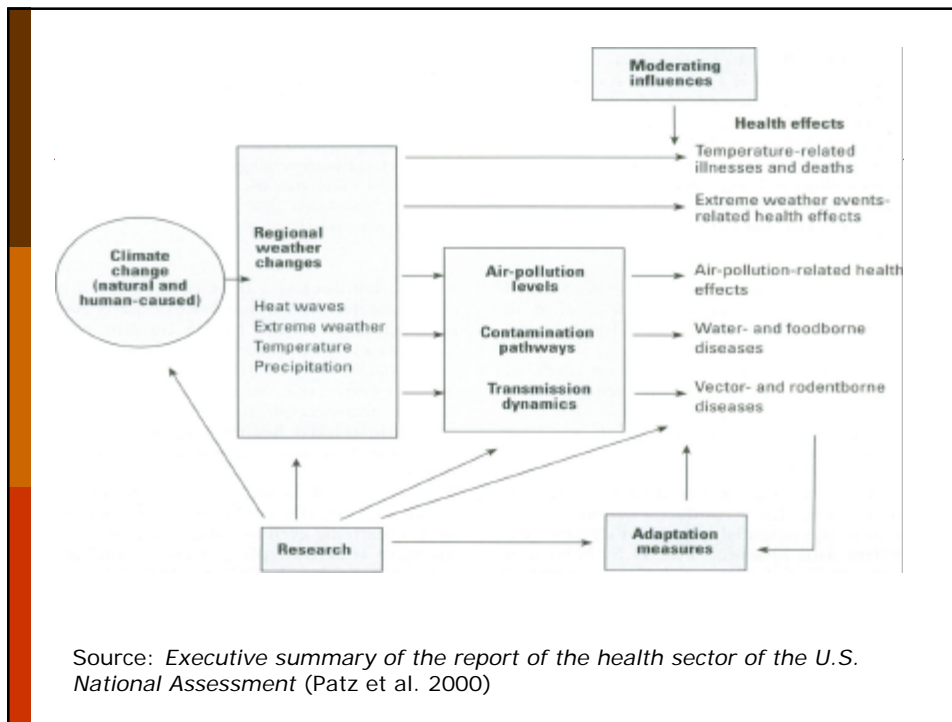 Moderating
influences
Health effects
Temperature-related
illnesses and deaths
Extreme weather events-
related health effects
Regional
weather
changes
Heat waves
Extreme weather
Temperature
Precipitation
Climate
change
(natural and
human-caused)
Air-pollution
levels
Air-pollution-related health
effects
Contamination
pathways
Water- and foodborne
diseases
Transmission
dynamics
Vector- and rodentborne
diseases
Research
Adaptation
measures
Source: Executive summary of the report of the health sector of the U.S.
National Assessment (Patz et al. 2000)